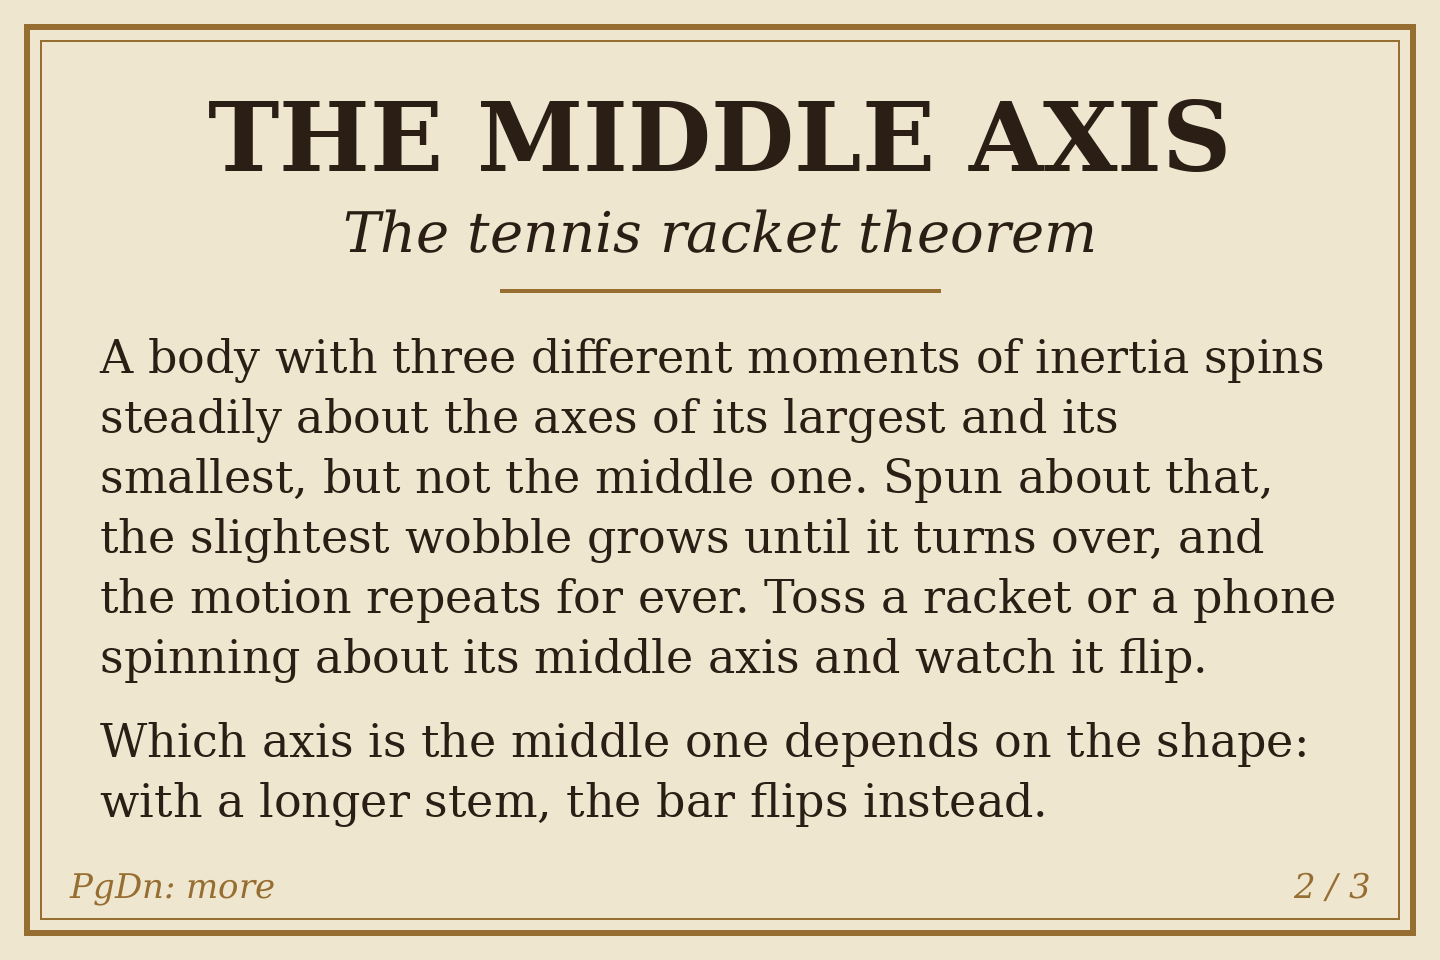 THE MIDDLE AXIS
The tennis racket theorem
A body with three different moments of inertia spins
steadily about the axes of its largest and its
smallest, but not the middle one. Spun about that,
the slightest wobble grows until it turns over, and
the motion repeats for ever. Toss a racket or a phone
spinning about its middle axis and watch it flip.
Which axis is the middle one depends on the shape:
with a longer stem, the bar flips instead.
PgDn: more
2 / 3